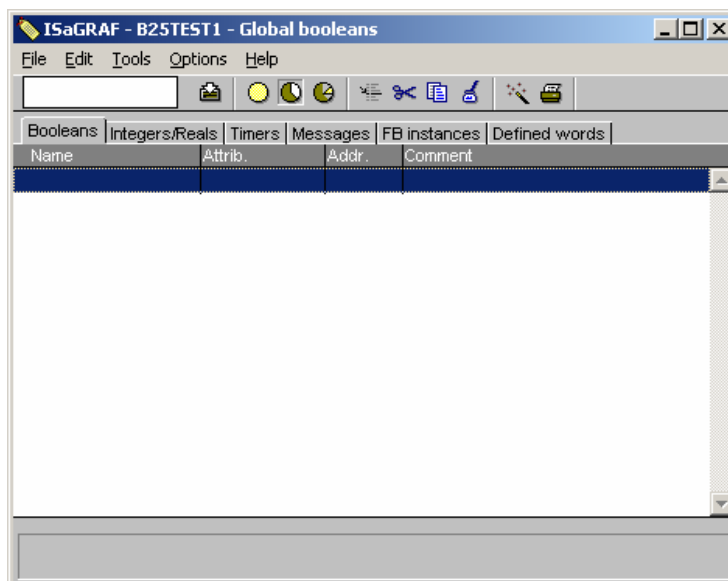 ISaGRAF - B25TEST1 - Global booleans
File Edit Tools Options Help
Booleans Integers/Reals Timers Messages FB instances Defined words
Name Attrib. Addr. Comment